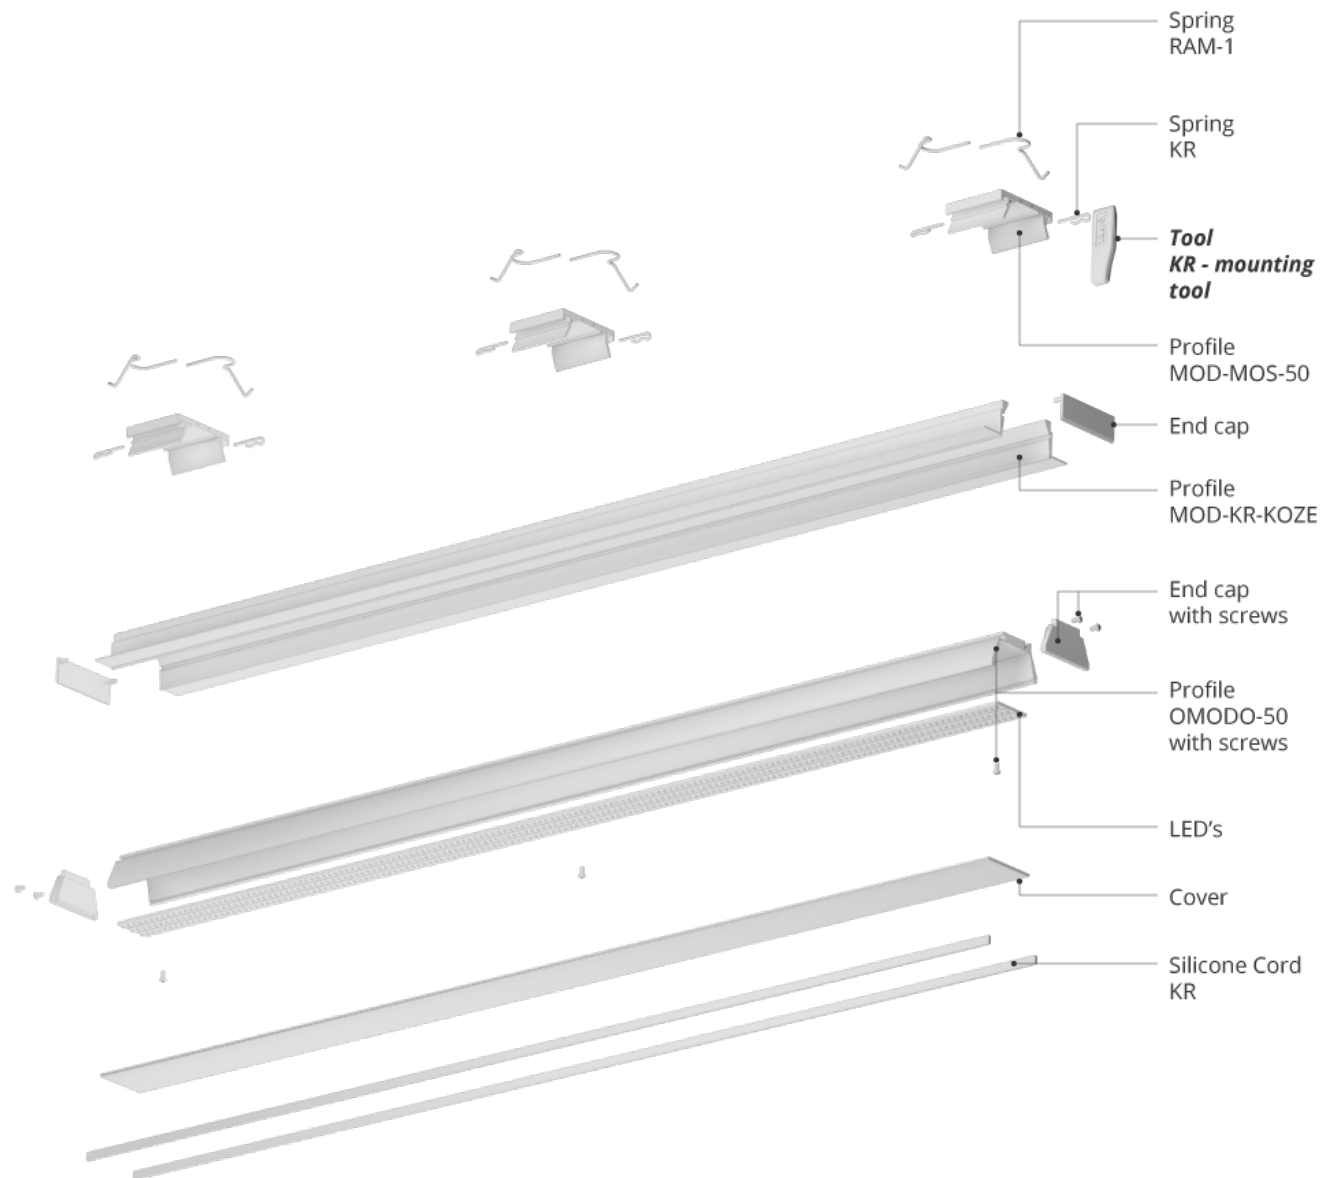 Spring
RAM-1
Spring
KR
Tool
KR - mounting
tool
Profile
MOD-MOS-50
End cap
Profile
MOD-KR-KOZE
End cap
with screws
Profile
OMODO-50
with screws
LED's
Cover
Silicone Cord
KR